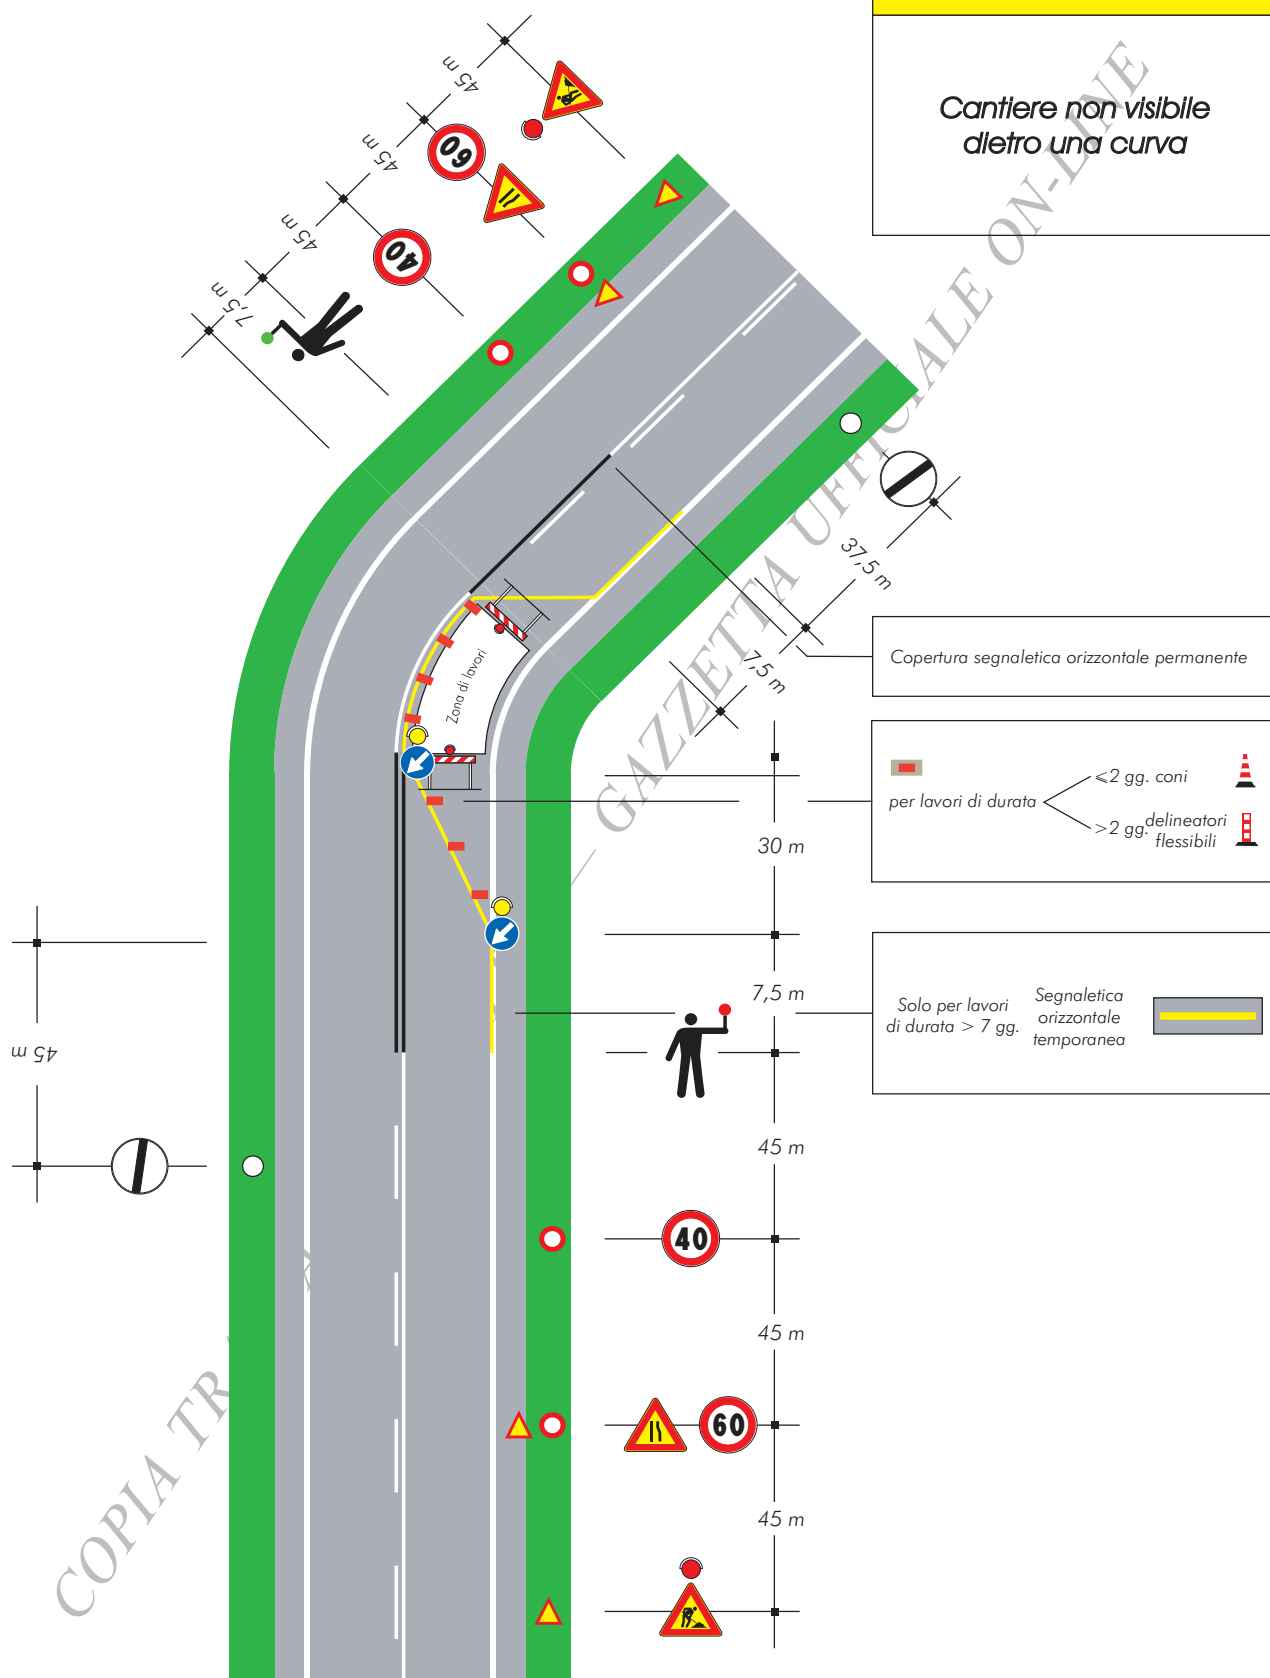 Cantiere non visibile
dietro una curva
45 m
45 m
60
45 m
40
7,5 m
37,5 m
7,5 m
Copertura segnaletica orizzontale permanente
Zona di lavori
per lavori di durata
⩽2 gg. coni
>2 gg. delineatori
flessibili
30 m
7,5 m
Solo per lavori
di durata > 7 gg.
Segnaletica
orizzontale
temporanea
45 m
45 m
40
45 m
60
45 m
COPIA TR
GAZZETTA UFFICIALE ON-LINE